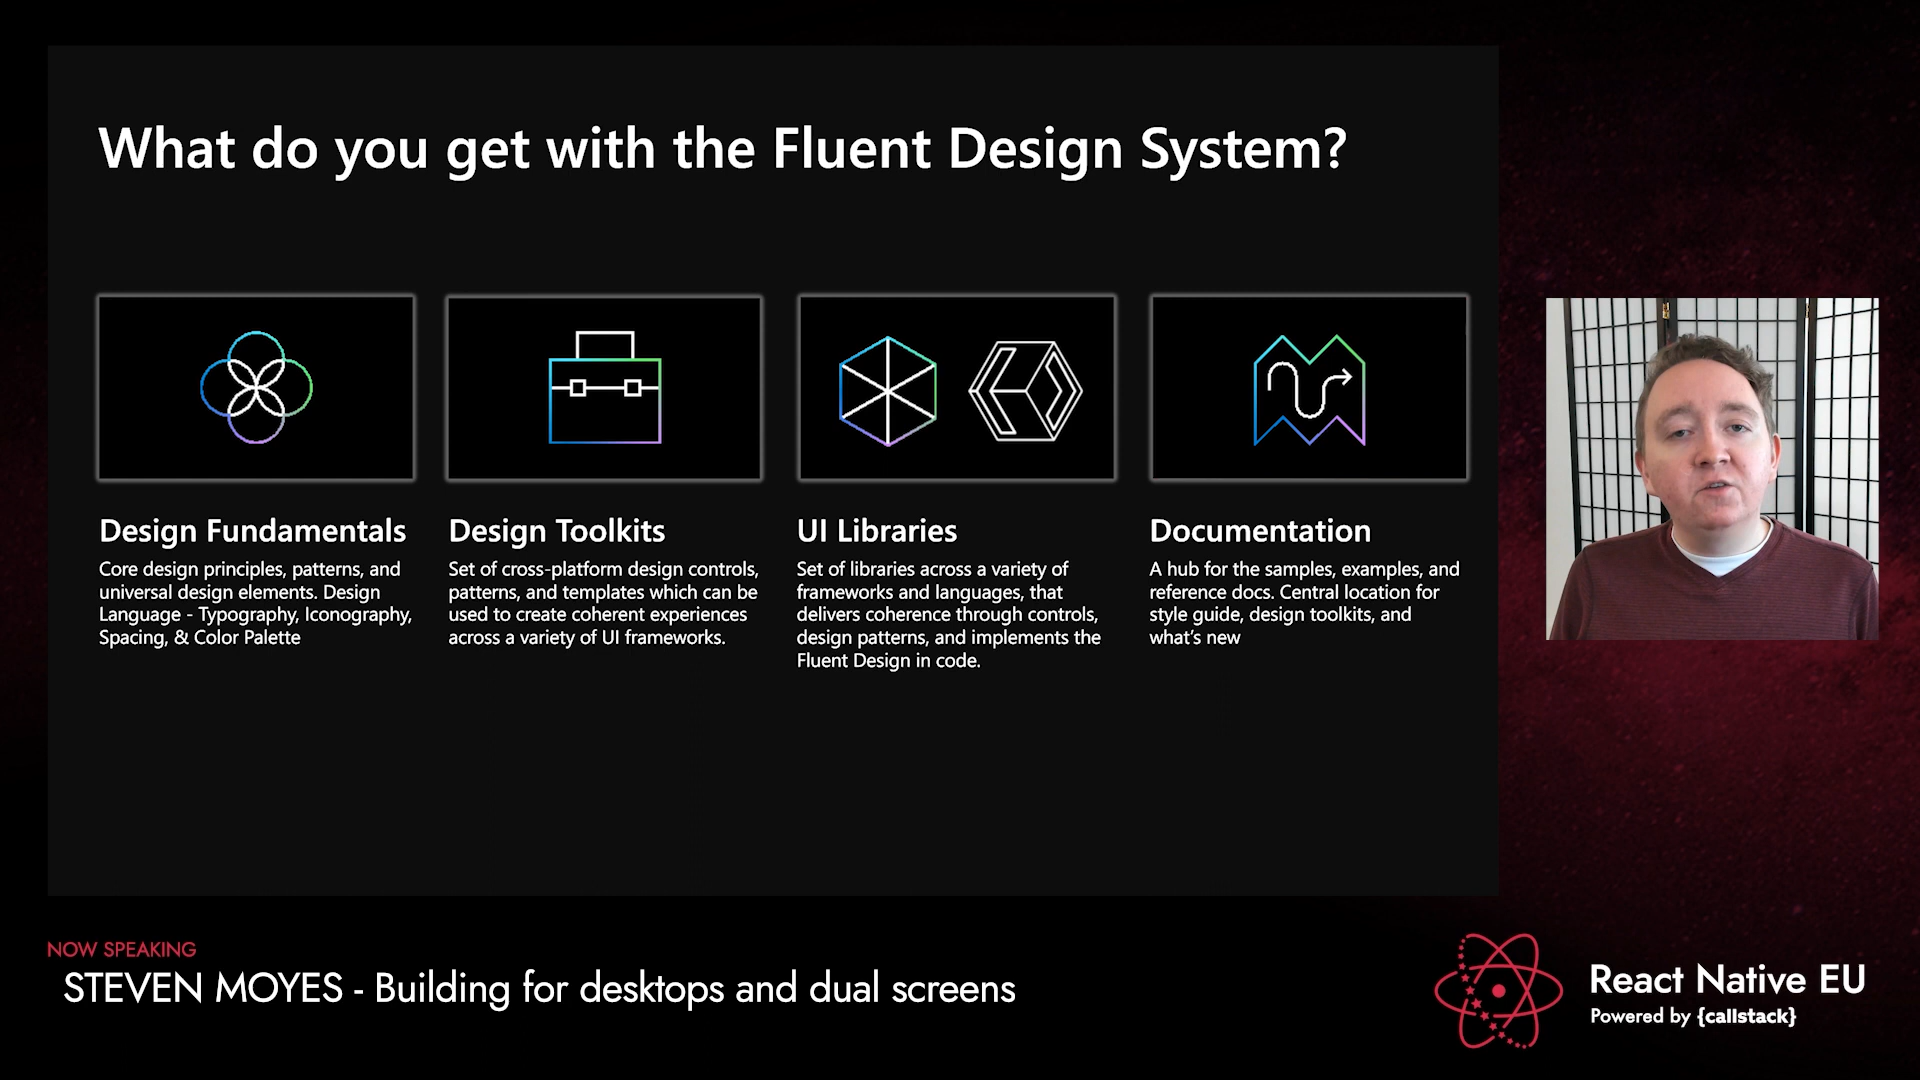 What do you get with the Fluent Design System?
Design Fundamentals
Core design principles, patterns, and
universal design elements. Design
Language - Typography, Iconography,
Spacing, & Color Palette
Design Toolkits
Set of cross-platform design controls,
patterns, and templates which can be
used to create coherent experiences
across a variety of UI frameworks.
UI Libraries
Set of libraries across a variety of
frameworks and languages, that
delivers coherence through controls,
design patterns, and implements the
Fluent Design in code.
Documentation
A hub for the samples, examples, and
reference docs. Central location for
style guide, design toolkits, and
what's new
NOW SPEAKING
STEVEN MOYES - Building for desktops and dual screens
React Native EU
Powered by {callstack}